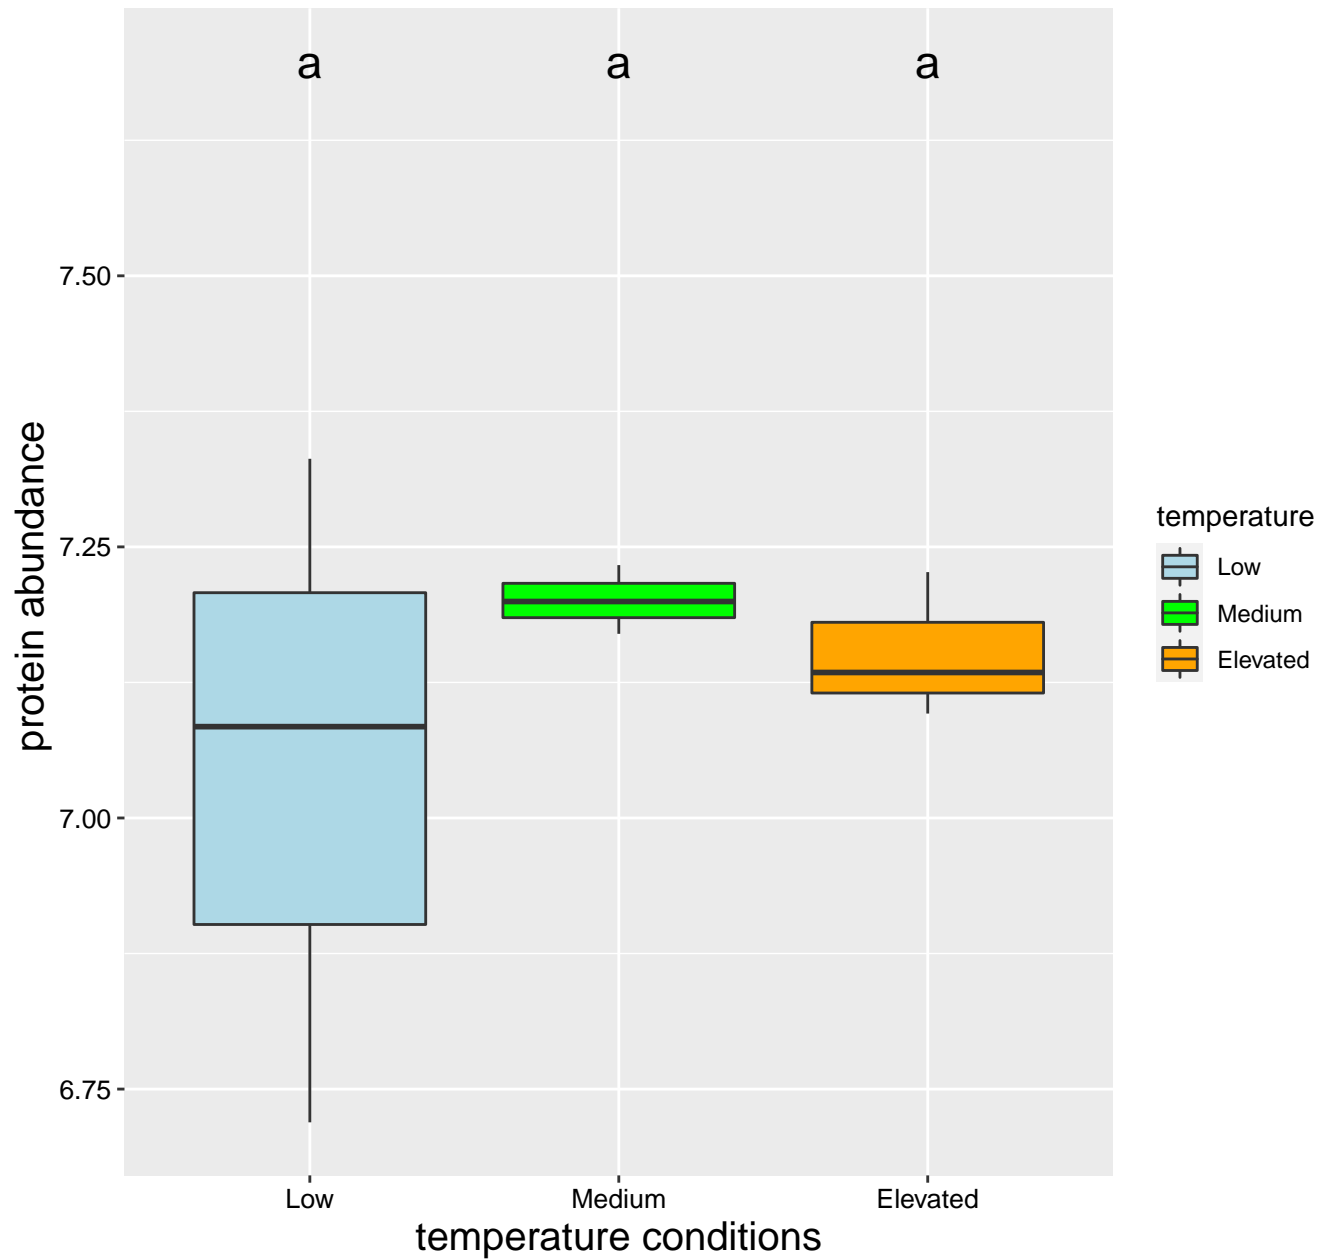 a a a
7.50
7.25
7.00
6.75
protein abundance
Low Medium Elevated
temperature conditions
temperature
Low
Medium
Elevated